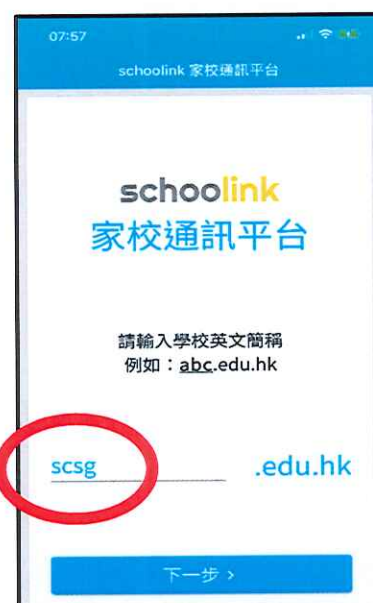 07:57
schoolink 家校通訊平台
schoolink
家校通訊平台
請輸入學校英文簡稱
例如：abc.edu.hk
scsg .edu.hk
下一步 >